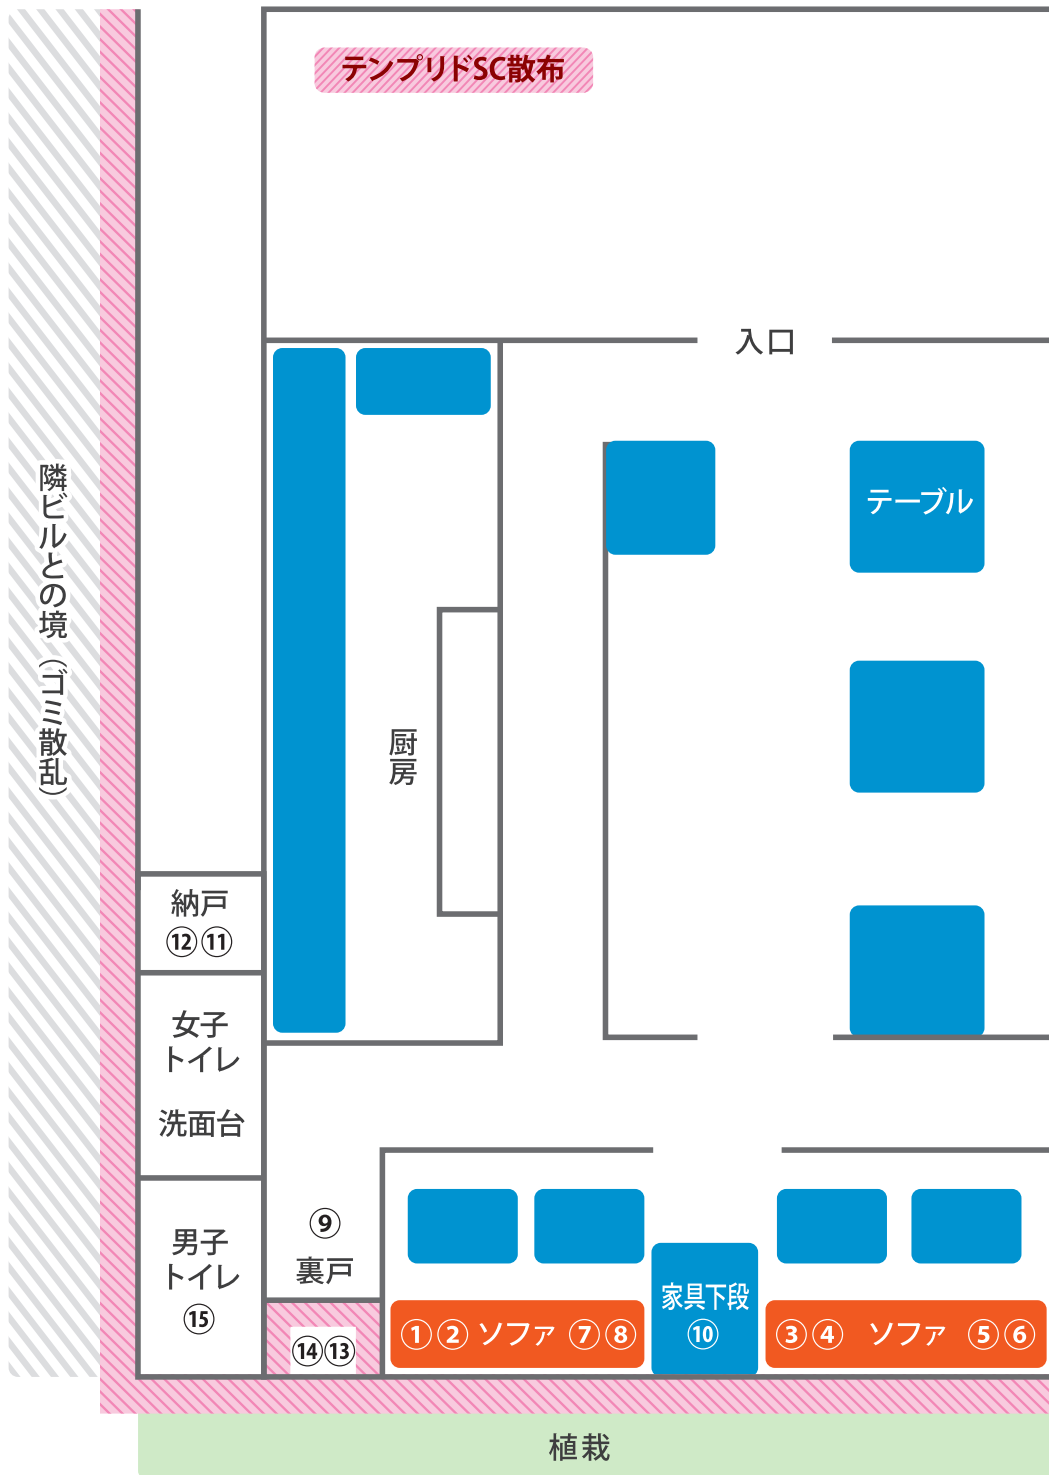 テンプリドSC散布
入口
テーブル
隣ビルとの境（ゴミ散乱）
厨房
納戸
⑫⑪
女子
トイレ
洗面台
男子
トイレ
⑮
⑨
裏戸
⑭⑬
①② ソファ ⑦⑧
家具下段
⑩
③④ ソファ ⑤⑥
植栽